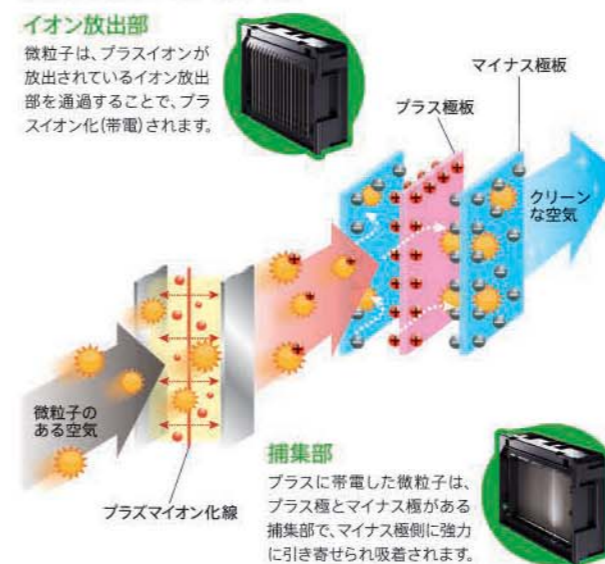 イオン放出部
微粒子は、プラスイオンが
放出されているイオン放出
部を通過することで、プラ
スイオン化(帯電)されます。
マイナス極板
プラス極板
クリーン
な空気
微粒子の
ある空気
プラズマイオン化線
捕集部
プラスに帯電した微粒子は、
プラス極とマイナス極がある
捕集部で、マイナス極側に強力
に引き寄せられ吸着されます。